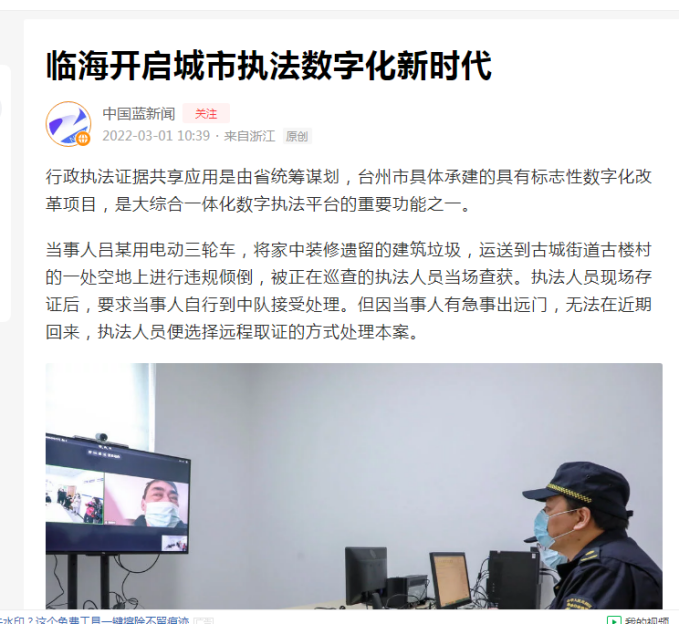 临海开启城市执法数字化新时代
中国蓝新闻 关注
2022-03-01 10:39 · 来自浙江 原创
行政执法证据共享应用是由省统筹谋划，台州市具体承建的具有标志性数字化改
革项目，是大综合一体化数字执法平台的重要功能之一。
当事人吕某用电动三轮车，将家中装修遗留的建筑垃圾，运送到古城街道古楼村
的一处空地上进行违规倾倒，被正在巡查的执法人员当场查获。执法人员现场存
证后，要求当事人自行到中队接受处理。但因当事人有急事出远门，无法在近期
回来，执法人员便选择远程取证的方式处理本案。
水印？这个免费工具一键擦除不留痕迹 广告
我的视频